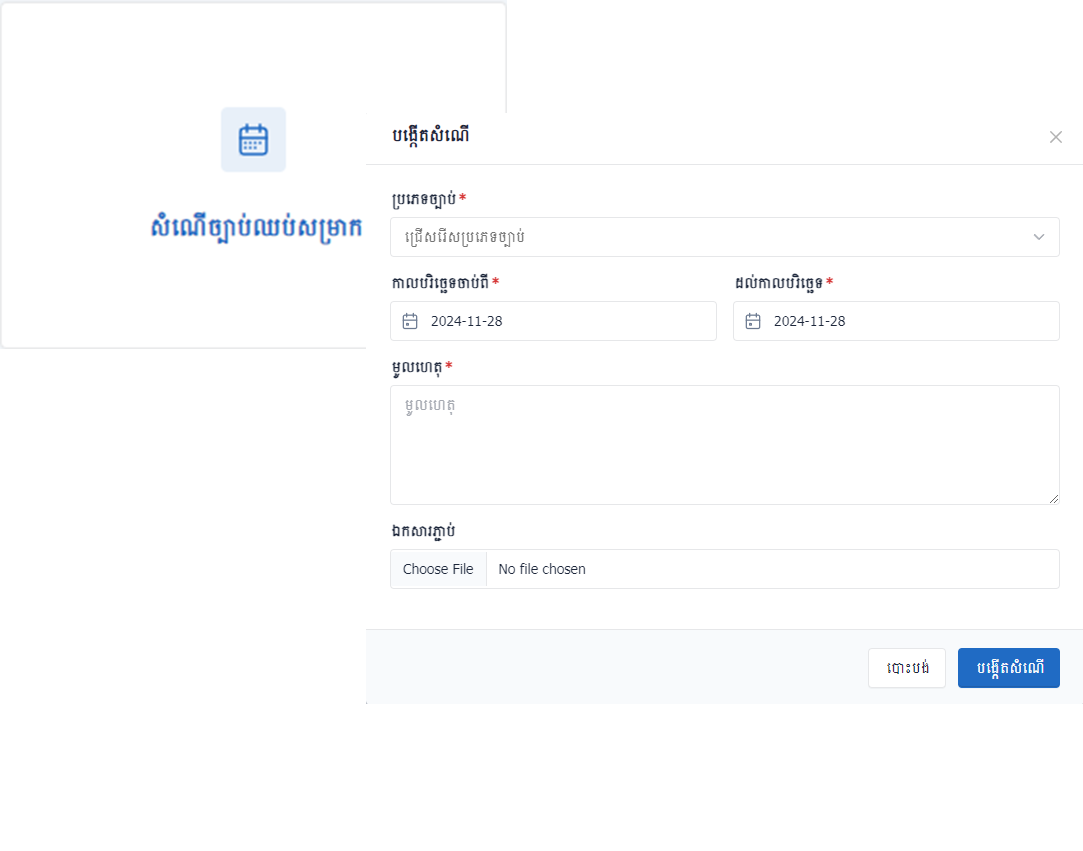 សំណើច្បាប់ឈប់សម្រាក
បង្កើតសំណើ
ប្រភេទច្បាប់ *
ជ្រើសរើសប្រភេទច្បាប់
កាលបរិច្ឆេទចាប់ពី * ដល់កាលបរិច្ឆេទ *
2024-11-28 2024-11-28
មូលហេតុ *
មូលហេតុ
ឯកសារភ្ជាប់
Choose File No file chosen
បោះបង់ បង្កើតសំណើ